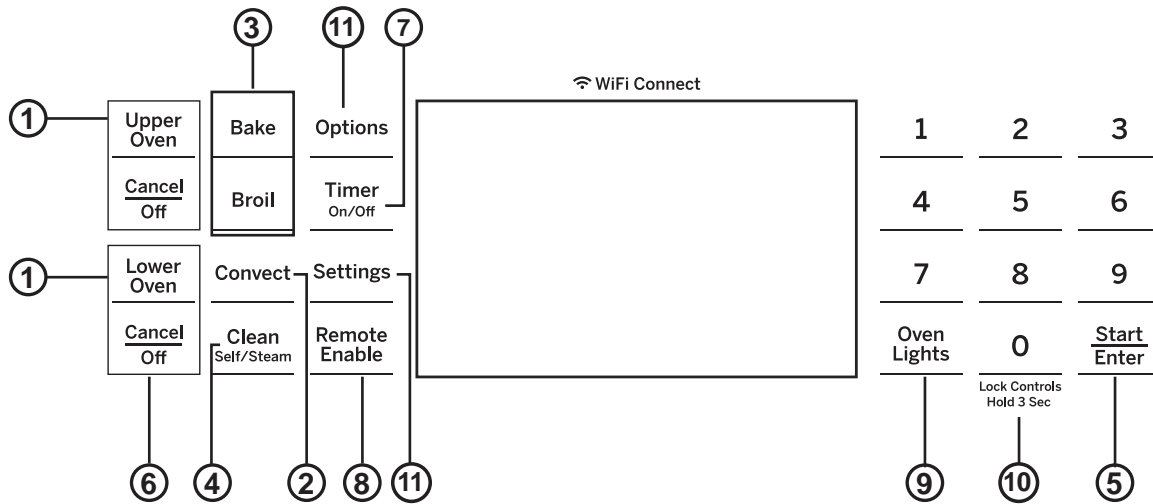 3
11
7
WiFi Connect
1
Upper
Oven
Bake
Options
1
2
3
Cancel
Off
Broil
Timer
On/Off
4
5
6
1
Lower
Oven
Convect
Settings
7
8
9
Cancel
Off
Clean
Self/Steam
Remote
Enable
Oven
Lights
0
Start
Enter
Lock Controls
Hold 3 Sec
6
4
2
8
11
9
10
5